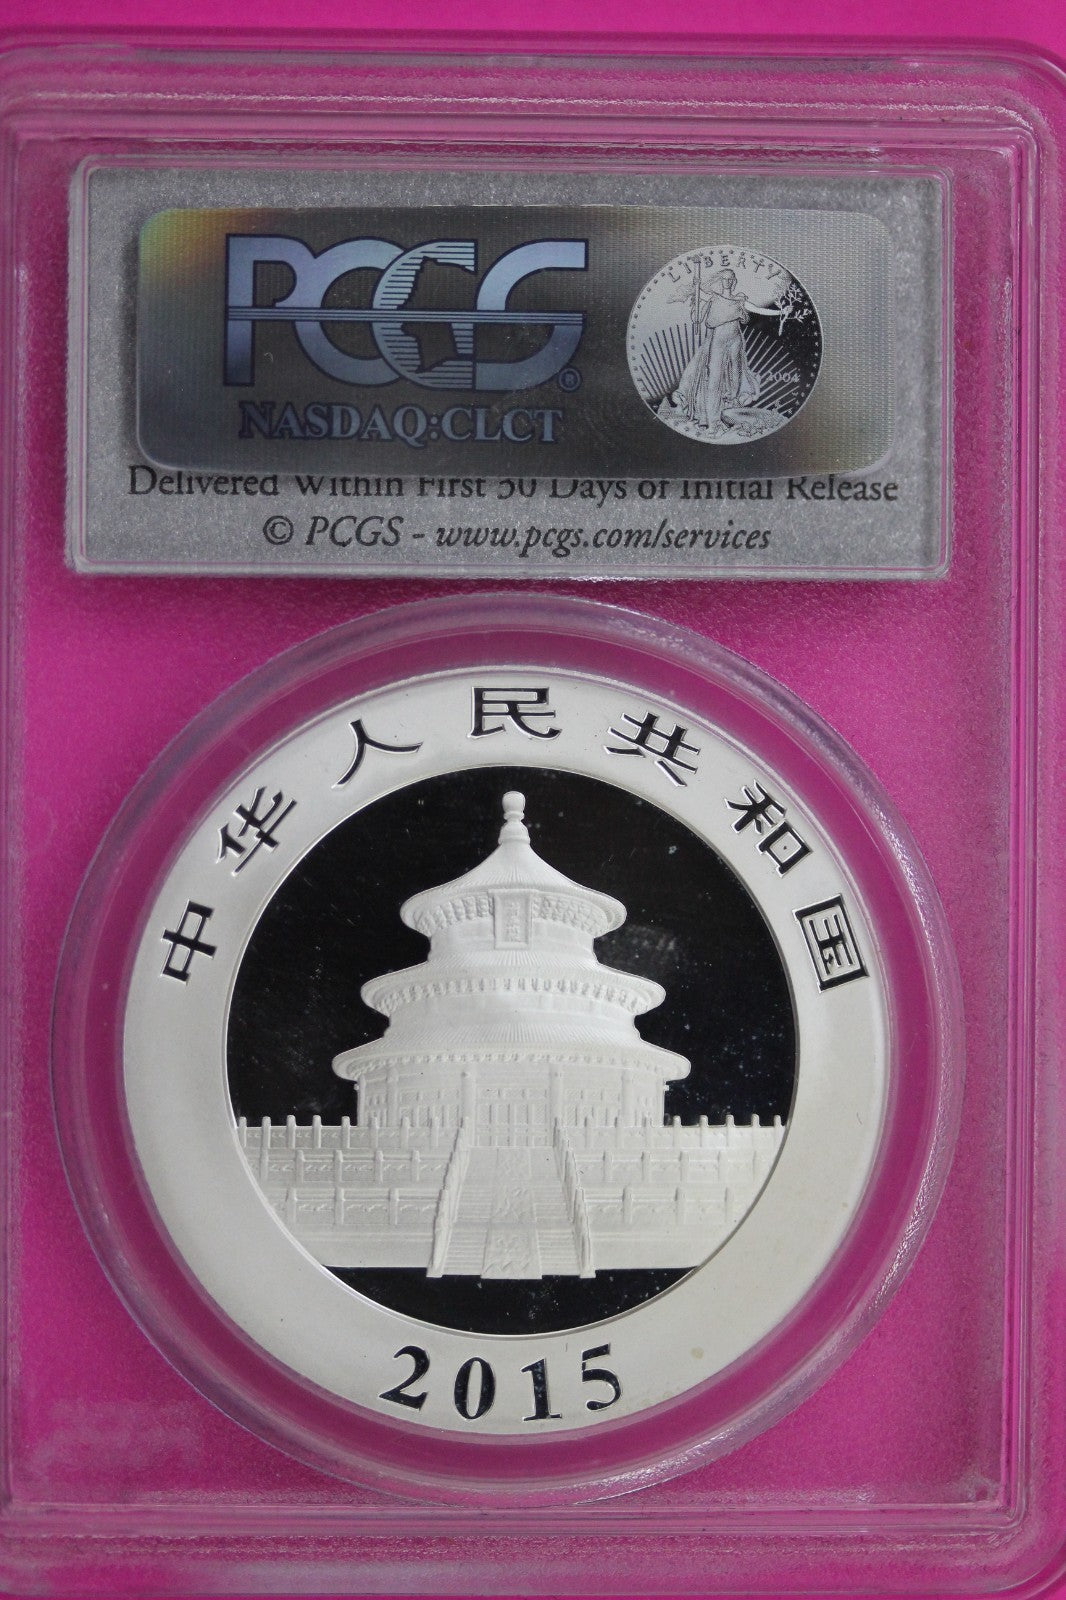 PCGS®
NASDAQ:CLCT
LIBERTY
2004
Delivered Within First 30 Days of Initial Release
© PCGS - www.pcgs.com/services
中华人民共和国
2015